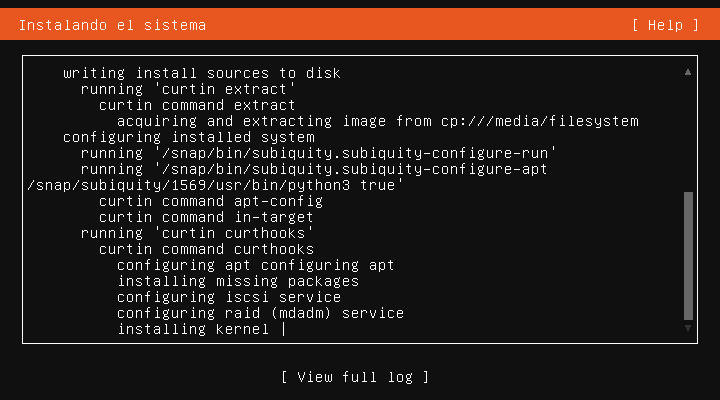 Instalando el sistema [ Help ]
writing install sources to disk
running 'curtin extract'
curtin command extract
acquiring and extracting image from cp:///media/filesystem
configuring installed system
running '/snap/bin/subiquity.subiquity-configure-run'
running '/snap/bin/subiquity.subiquity-configure-apt
/snap/subiquity/1569/usr/bin/python3 true'
curtin command apt-config
curtin command in-target
running 'curtin curthooks'
curtin command curthooks
configuring apt configuring apt
installing missing packages
configuring iscsi service
configuring raid (mdadm) service
installing kernel |
[ View full log ]